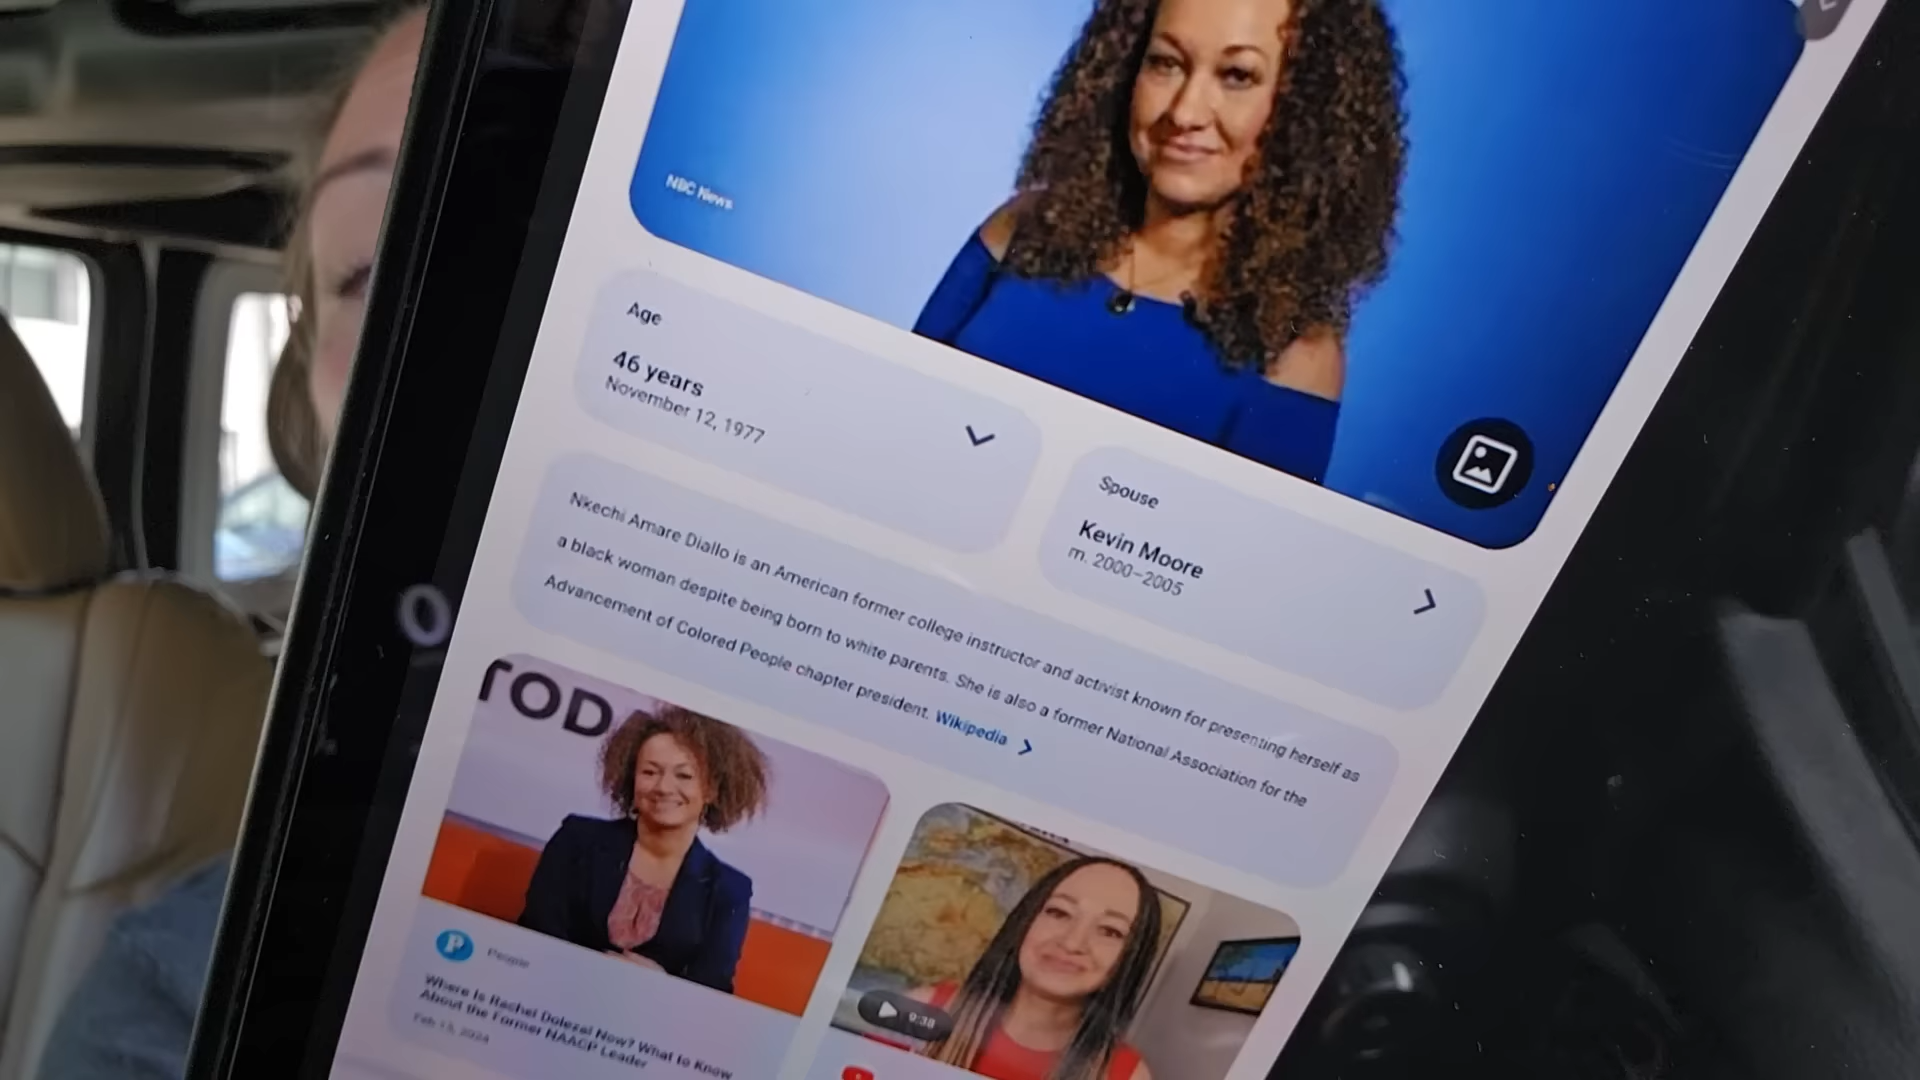 NBC News
Age
46 years
November 12, 1977
Spouse
Kevin Moore
m. 2000–2005
Nkechi Amare Diallo is an American former college instructor and activist known for presenting herself as
a black woman despite being born to white parents. She is also a former National Association for the
Advancement of Colored People chapter president. Wikipedia
TODA
P People
9:38
Where Is Rachel Dolezal Now? What to Know
About the Former NAACP Leader
Feb 15, 2024